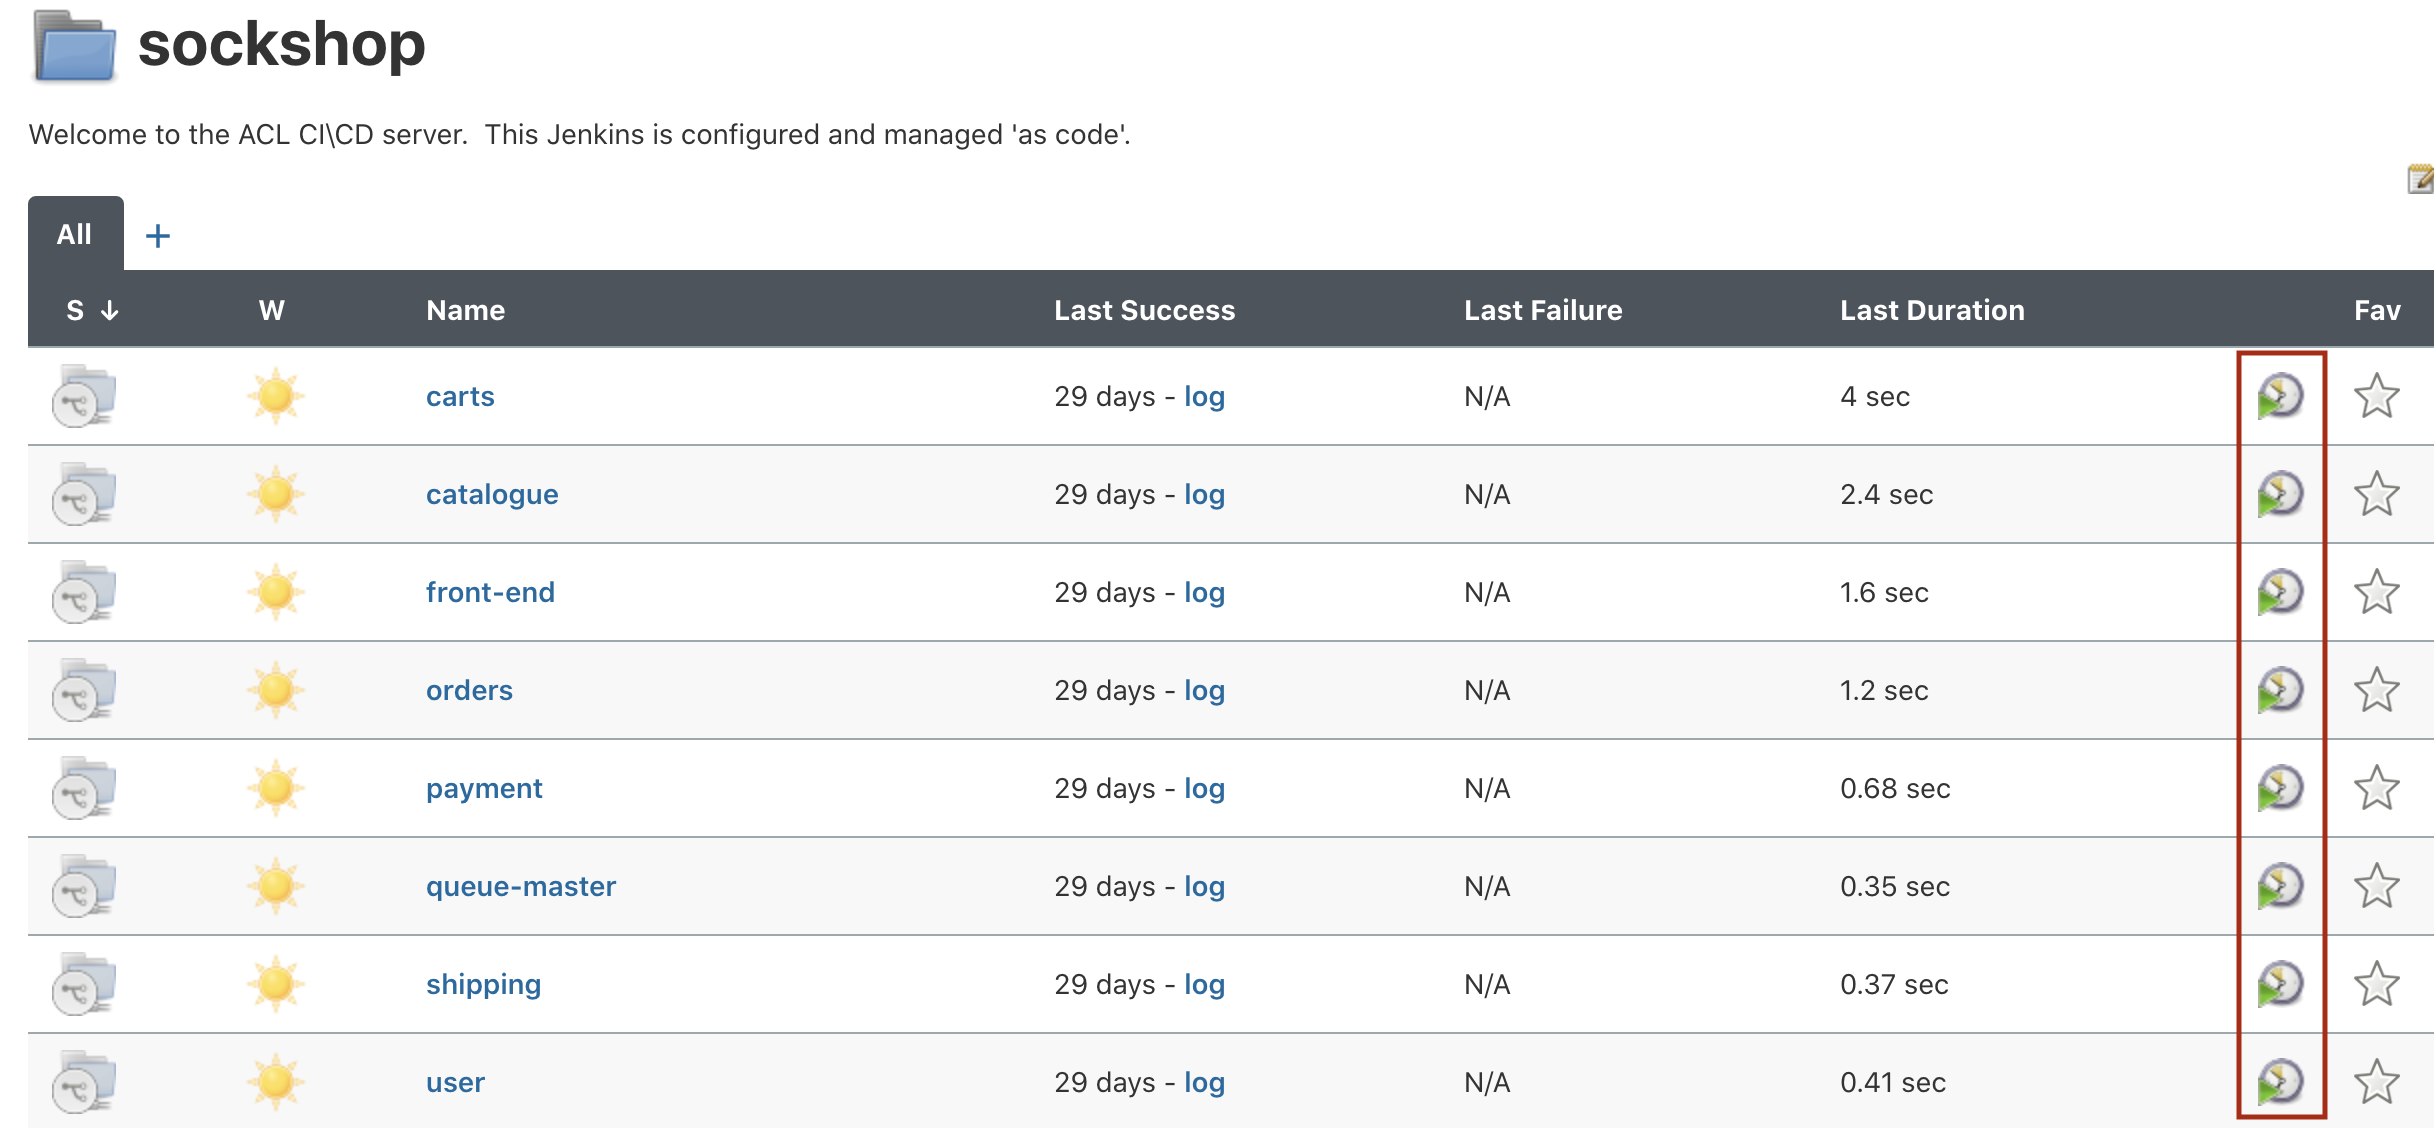 sockshop
Welcome to the ACL CI\CD server.  This Jenkins is configured and managed 'as code'.
All +
S ↓ W Name Last Success Last Failure Last Duration Fav
carts 29 days - log N/A 4 sec
catalogue 29 days - log N/A 2.4 sec
front-end 29 days - log N/A 1.6 sec
orders 29 days - log N/A 1.2 sec
payment 29 days - log N/A 0.68 sec
queue-master 29 days - log N/A 0.35 sec
shipping 29 days - log N/A 0.37 sec
user 29 days - log N/A 0.41 sec